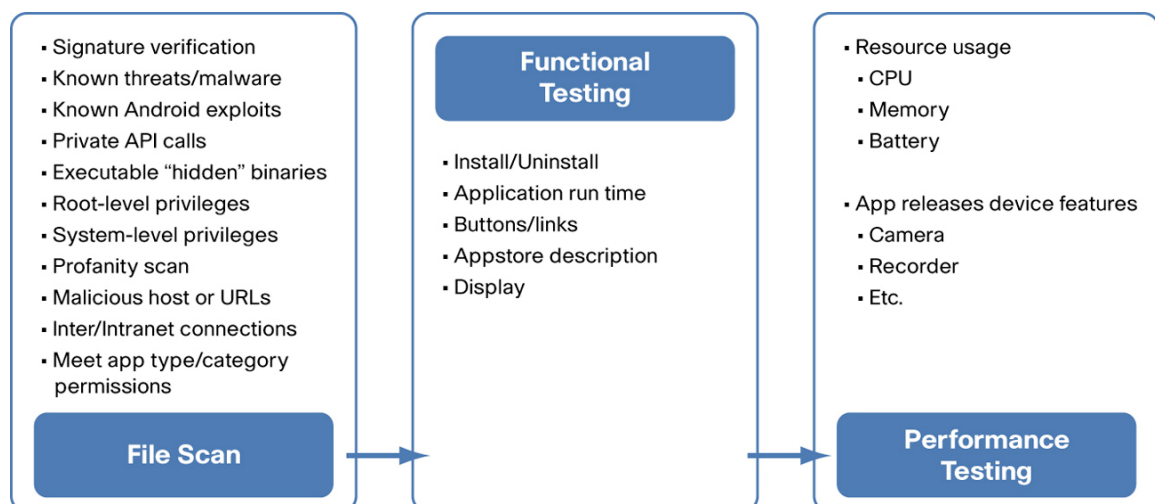 ▪ Signature verification
▪ Known threats/malware
▪ Known Android exploits
▪ Private API calls
▪ Executable “hidden” binaries
▪ Root-level privileges
▪ System-level privileges
▪ Profanity scan
▪ Malicious host or URLs
▪ Inter/Intranet connections
▪ Meet app type/category
permissions
File Scan
Functional
Testing
▪ Install/Uninstall
▪ Application run time
▪ Buttons/links
▪ Appstore description
▪ Display
▪ Resource usage
▪ CPU
▪ Memory
▪ Battery
▪ App releases device features
▪ Camera
▪ Recorder
▪ Etc.
Performance
Testing